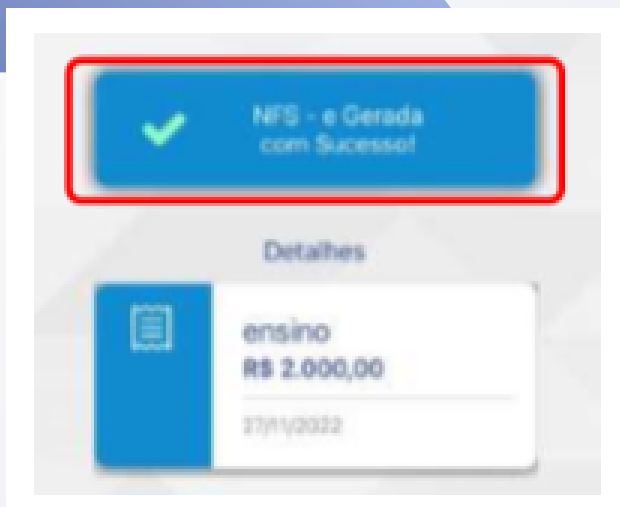 NFS - e Gerada
com Sucesso!
Detalhes
ensino
R$ 2.000,00
27/11/2022